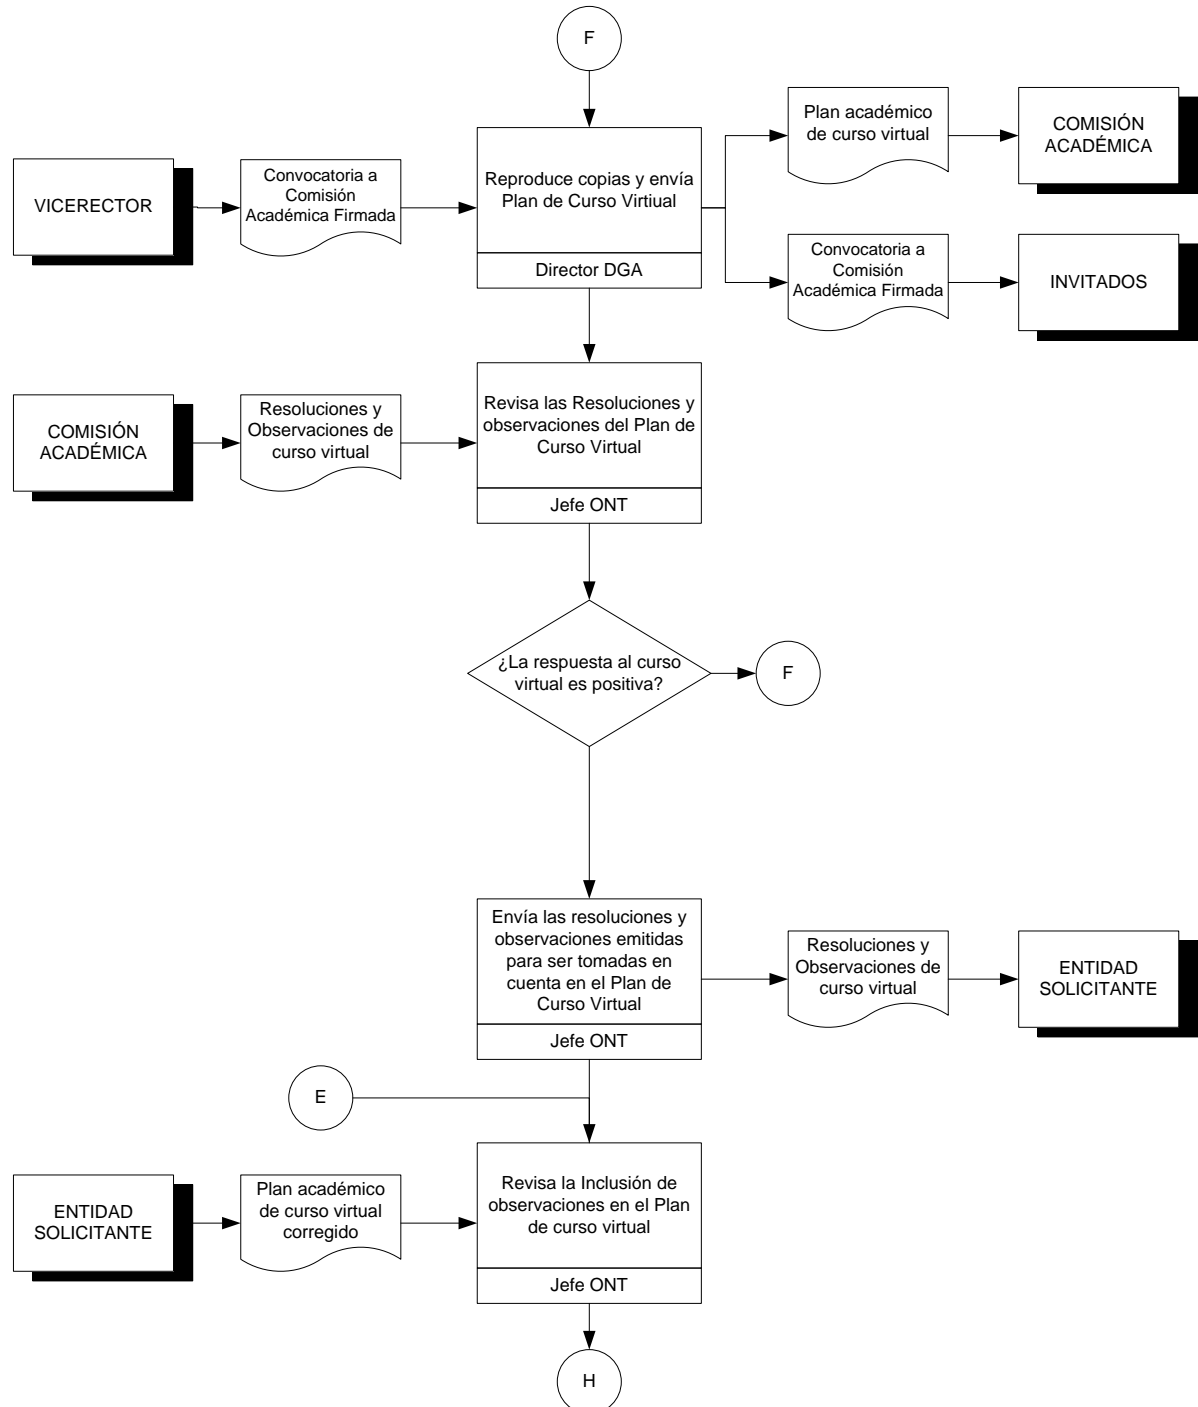 F
Plan académico
de curso virtual
COMISIÓN
ACADÉMICA
VICERECTOR
Convocatoria a
Comisión
Académica Firmada
Reproduce copias y envía
Plan de Curso Virtiual
Director DGA
Convocatoria a
Comisión
Académica Firmada
INVITADOS
COMISIÓN
ACADÉMICA
Resoluciones y
Observaciones de
curso virtual
Revisa las Resoluciones y
observaciones del Plan de
Curso Virtual
Jefe ONT
¿La respuesta al curso
virtual es positiva?
F
Envía las resoluciones y
observaciones emitidas
para ser tomadas en
cuenta en el Plan de
Curso Virtual
Jefe ONT
Resoluciones y
Observaciones de
curso virtual
ENTIDAD
SOLICITANTE
E
ENTIDAD
SOLICITANTE
Plan académico
de curso virtual
corregido
Revisa la Inclusión de
observaciones en el Plan
de curso virtual
Jefe ONT
H